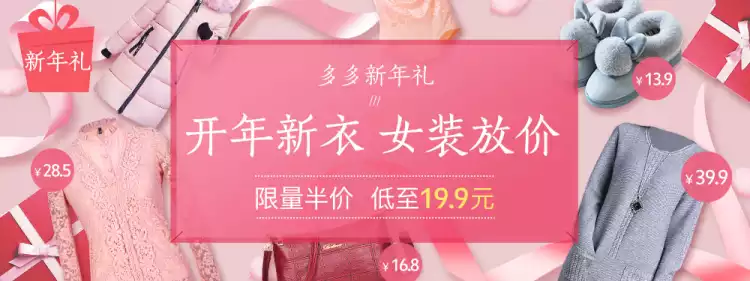 新年礼
多多新年礼
开年新衣 女装放价
限量半价 低至19.9元
¥13.9
¥28.5
¥39.9
¥16.8